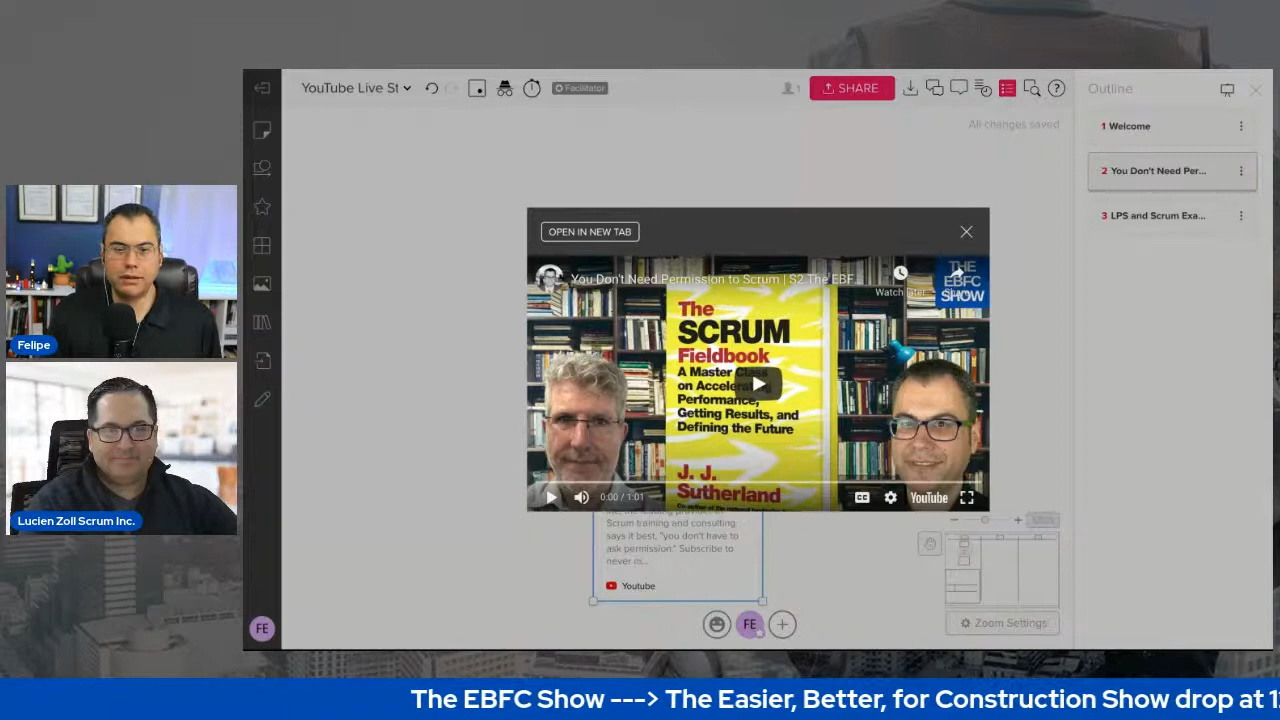 YouTube Live St
Facilitator
1
SHARE
All changes saved
Outline
1 Welcome
2 You Don't Need Per...
3 LPS and Scrum Exa...
OPEN IN NEW TAB
You Don't Need Permission to Scrum | S2 The EBF
Watch later
THE
EBFC
SHOW
The
SCRUM
Fieldbook
A Master Class
on Accelerating
Performance,
Getting Results, and
Defining the Future
J. J.
Sutherland
0:00 / 1:01
CC
YouTube
Scrum training and consulting
says it best, "you don't have to
ask permission." Subscribe to
never m...
Youtube
FE
FE
Zoom Settings
Felipe
Lucien Zoll Scrum Inc.
The EBFC Show ---> The Easier, Better, for Construction Show drop at 1